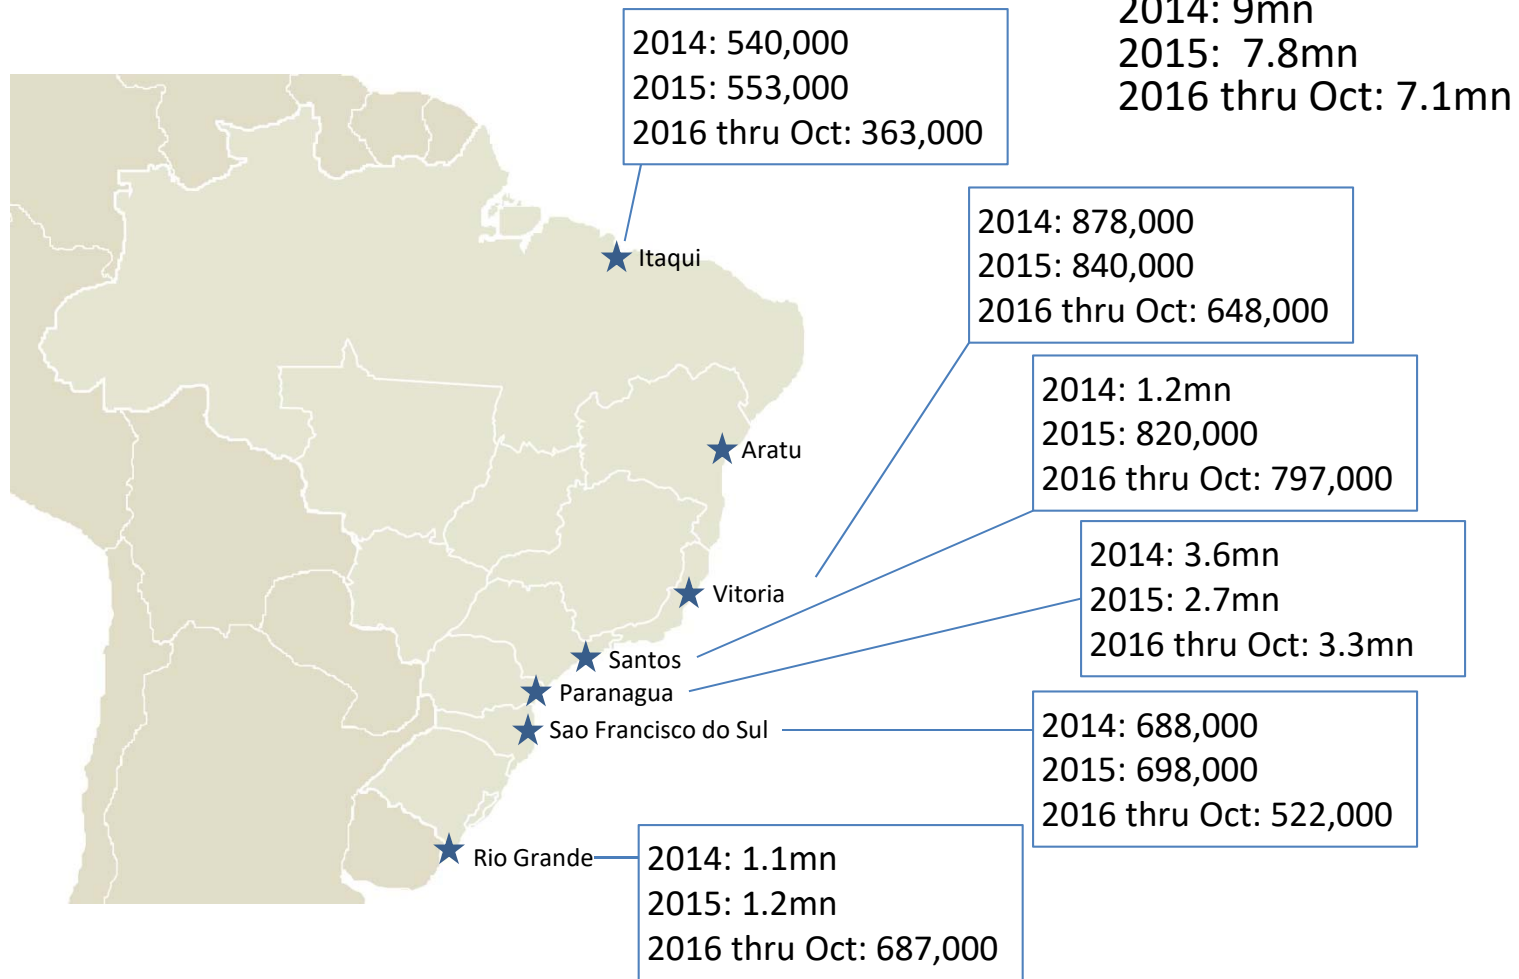 2014: 9mn
2015: 7.8mn
2016 thru Oct: 7.1mn
2014: 540,000
2015: 553,000
2016 thru Oct: 363,000
Itaqui
2014: 878,000
2015: 840,000
2016 thru Oct: 648,000
2014: 1.2mn
2015: 820,000
2016 thru Oct: 797,000
Aratu
2014: 3.6mn
2015: 2.7mn
2016 thru Oct: 3.3mn
Vitoria
Santos
Paranagua
Sao Francisco do Sul
2014: 688,000
2015: 698,000
2016 thru Oct: 522,000
Rio Grande
2014: 1.1mn
2015: 1.2mn
2016 thru Oct: 687,000